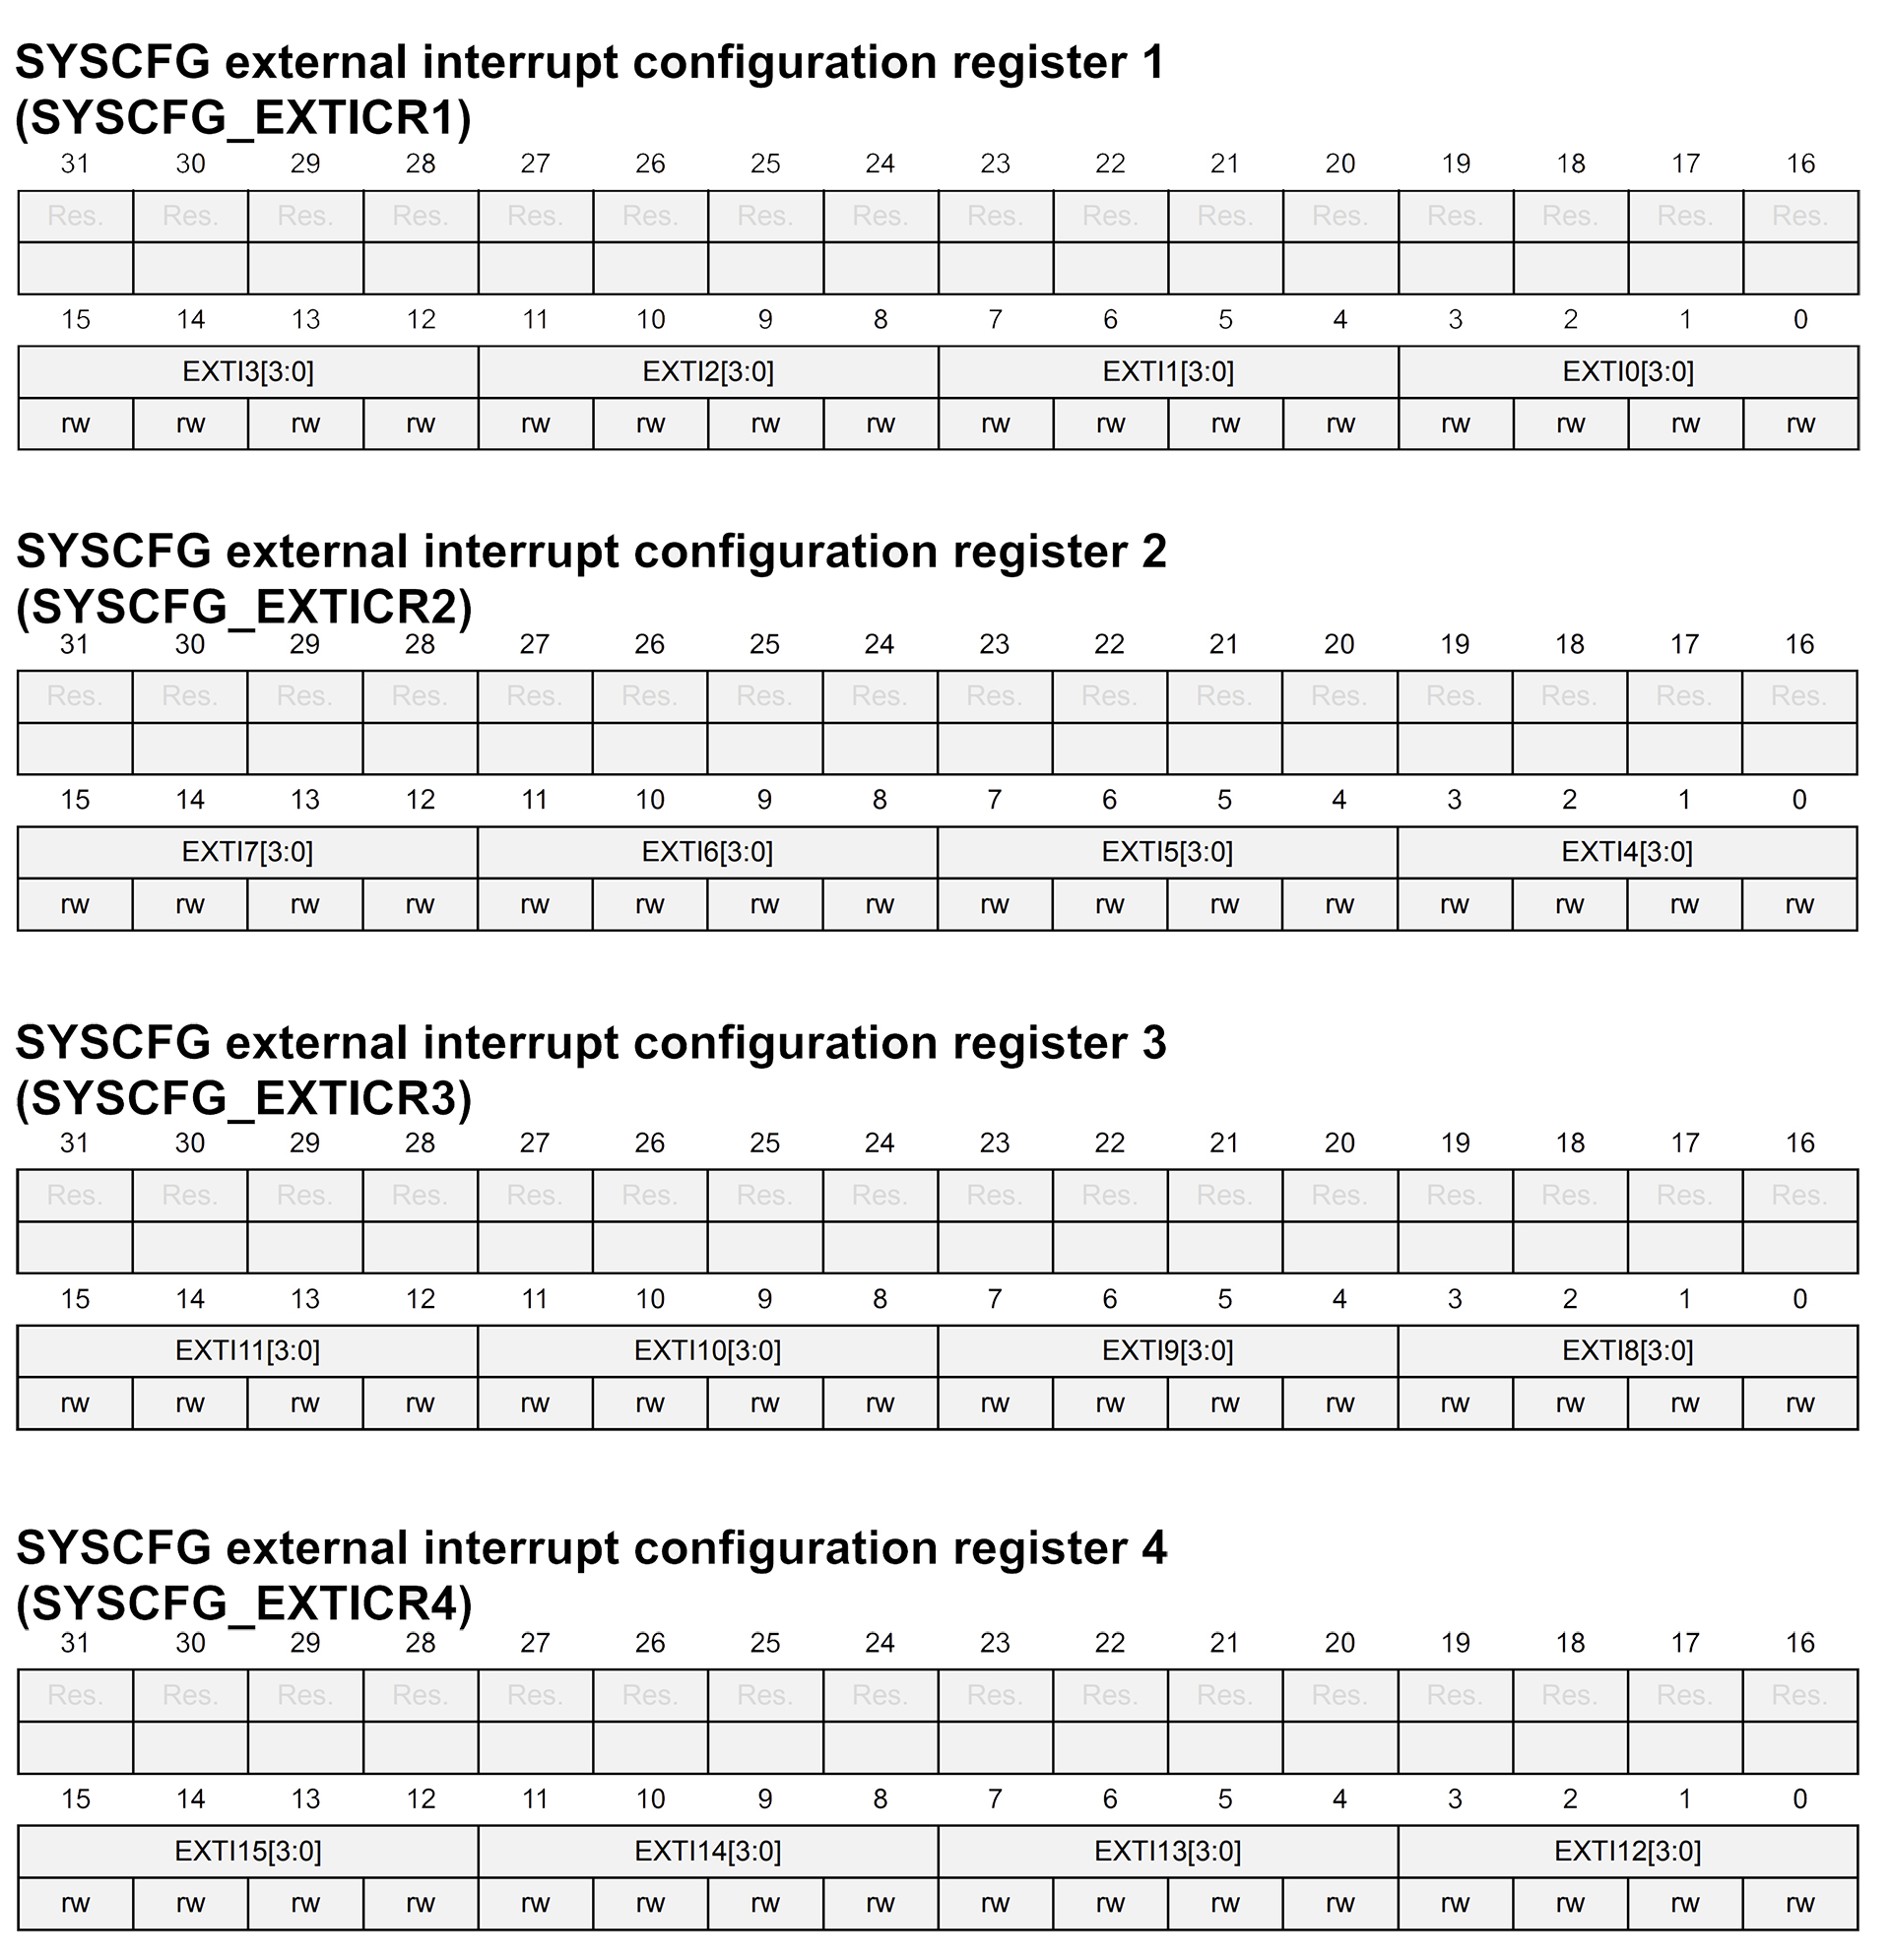 SYSCFG external interrupt configuration register 1
(SYSCFG_EXTICR1)
31 30 29 28 27 26 25 24 23 22 21 20 19 18 17 16
Res. Res. Res. Res. Res. Res. Res. Res. Res. Res. Res. Res. Res. Res. Res. Res.
15 14 13 12 11 10 9 8 7 6 5 4 3 2 1 0
EXTI3[3:0] EXTI2[3:0] EXTI1[3:0] EXTI0[3:0]
rw rw rw rw rw rw rw rw rw rw rw rw rw rw rw rw
SYSCFG external interrupt configuration register 2
(SYSCFG_EXTICR2)
31 30 29 28 27 26 25 24 23 22 21 20 19 18 17 16
Res. Res. Res. Res. Res. Res. Res. Res. Res. Res. Res. Res. Res. Res. Res. Res.
15 14 13 12 11 10 9 8 7 6 5 4 3 2 1 0
EXTI7[3:0] EXTI6[3:0] EXTI5[3:0] EXTI4[3:0]
rw rw rw rw rw rw rw rw rw rw rw rw rw rw rw rw
SYSCFG external interrupt configuration register 3
(SYSCFG_EXTICR3)
31 30 29 28 27 26 25 24 23 22 21 20 19 18 17 16
Res. Res. Res. Res. Res. Res. Res. Res. Res. Res. Res. Res. Res. Res. Res. Res.
15 14 13 12 11 10 9 8 7 6 5 4 3 2 1 0
EXTI11[3:0] EXTI10[3:0] EXTI9[3:0] EXTI8[3:0]
rw rw rw rw rw rw rw rw rw rw rw rw rw rw rw rw
SYSCFG external interrupt configuration register 4
(SYSCFG_EXTICR4)
31 30 29 28 27 26 25 24 23 22 21 20 19 18 17 16
Res. Res. Res. Res. Res. Res. Res. Res. Res. Res. Res. Res. Res. Res. Res. Res.
15 14 13 12 11 10 9 8 7 6 5 4 3 2 1 0
EXTI15[3:0] EXTI14[3:0] EXTI13[3:0] EXTI12[3:0]
rw rw rw rw rw rw rw rw rw rw rw rw rw rw rw rw